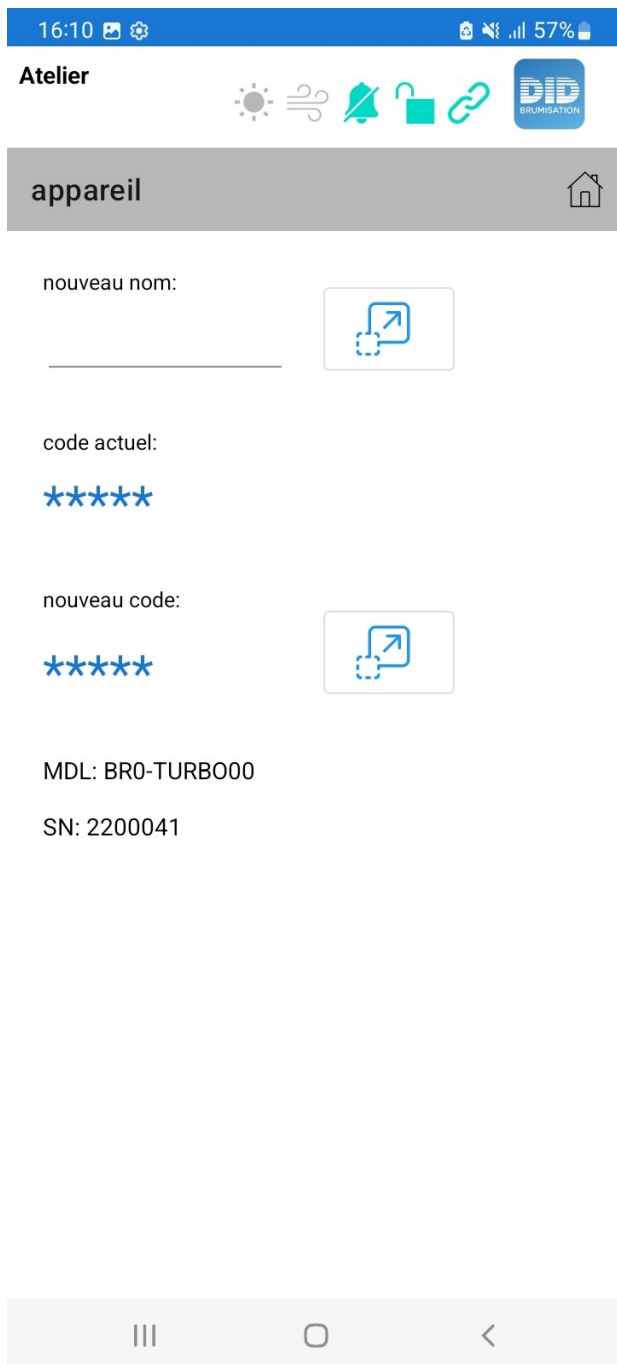 16:10 57%
Atelier
DID
BRUMISATION
appareil
nouveau nom:
code actuel:
*****
nouveau code:
*****
MDL: BR0-TURBO00
SN: 2200041